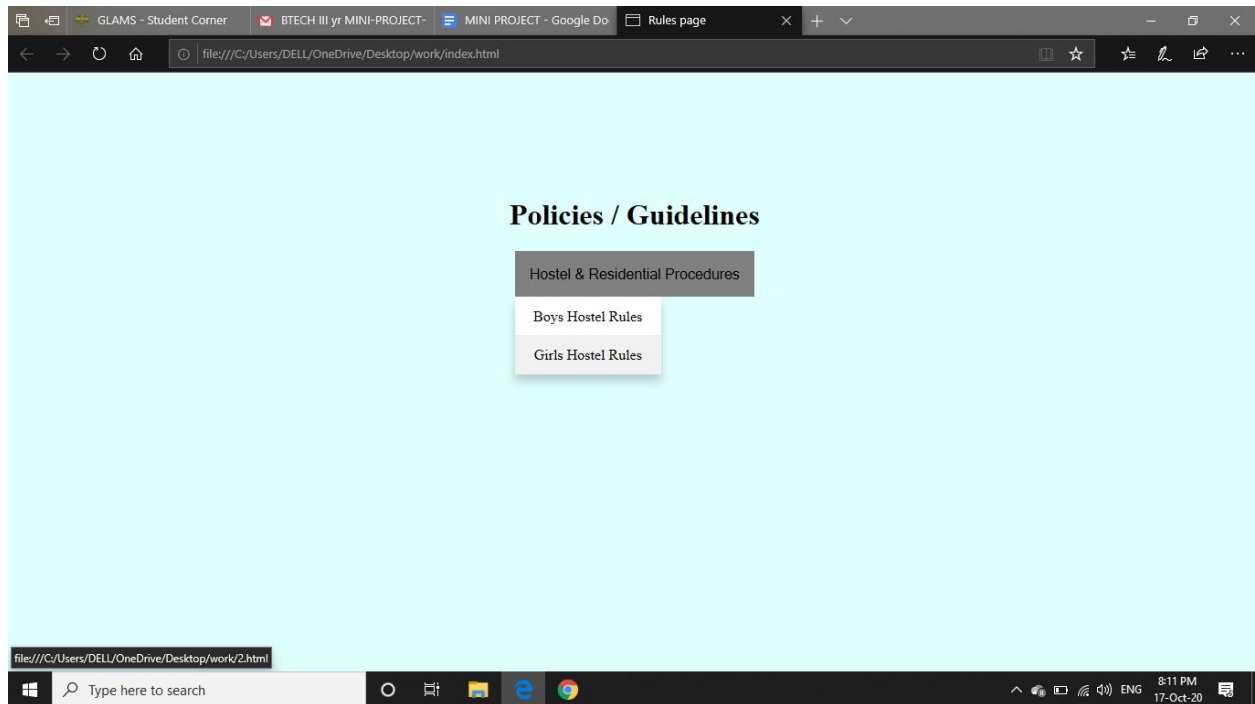 GLAMS - Student Corner
BTECH III yr MINI-PROJECT-
MINI PROJECT - Google Do
Rules page
file:///C:/Users/DELL/OneDrive/Desktop/work/index.html
Policies / Guidelines
Hostel & Residential Procedures
Boys Hostel Rules
Girls Hostel Rules
file:///C:/Users/DELL/OneDrive/Desktop/work/2.html
Type here to search
ENG
8:11 PM
17-Oct-20